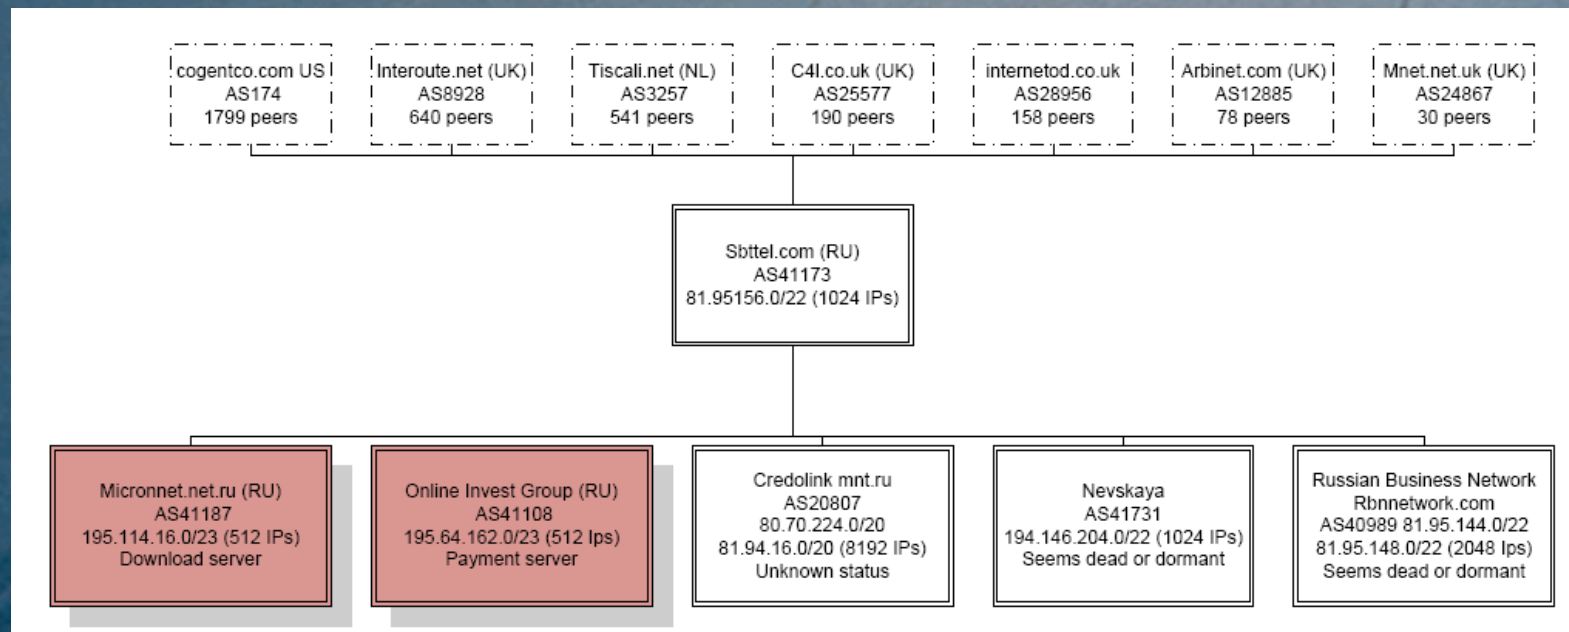 cogentco.com US
AS174
1799 peers
Interoute.net (UK)
AS8928
640 peers
Tiscali.net (NL)
AS3257
541 peers
C4l.co.uk (UK)
AS25577
190 peers
internetod.co.uk
AS28956
158 peers
Arbinet.com (UK)
AS12885
78 peers
Mnet.net.uk (UK)
AS24867
30 peers
Sbttel.com (RU)
AS41173
81.95156.0/22 (1024 IPs)
Micronnet.net.ru (RU)
AS41187
195.114.16.0/23 (512 IPs)
Download server
Online Invest Group (RU)
AS41108
195.64.162.0/23 (512 Ips)
Payment server
Credolink mnt.ru
AS20807
80.70.224.0/20
81.94.16.0/20 (8192 IPs)
Unknown status
Nevskaya
AS41731
194.146.204.0/22 (1024 IPs)
Seems dead or dormant
Russian Business Network
Rbnnetwork.com
AS40989 81.95.144.0/22
81.95.148.0/22 (2048 Ips)
Seems dead or dormant